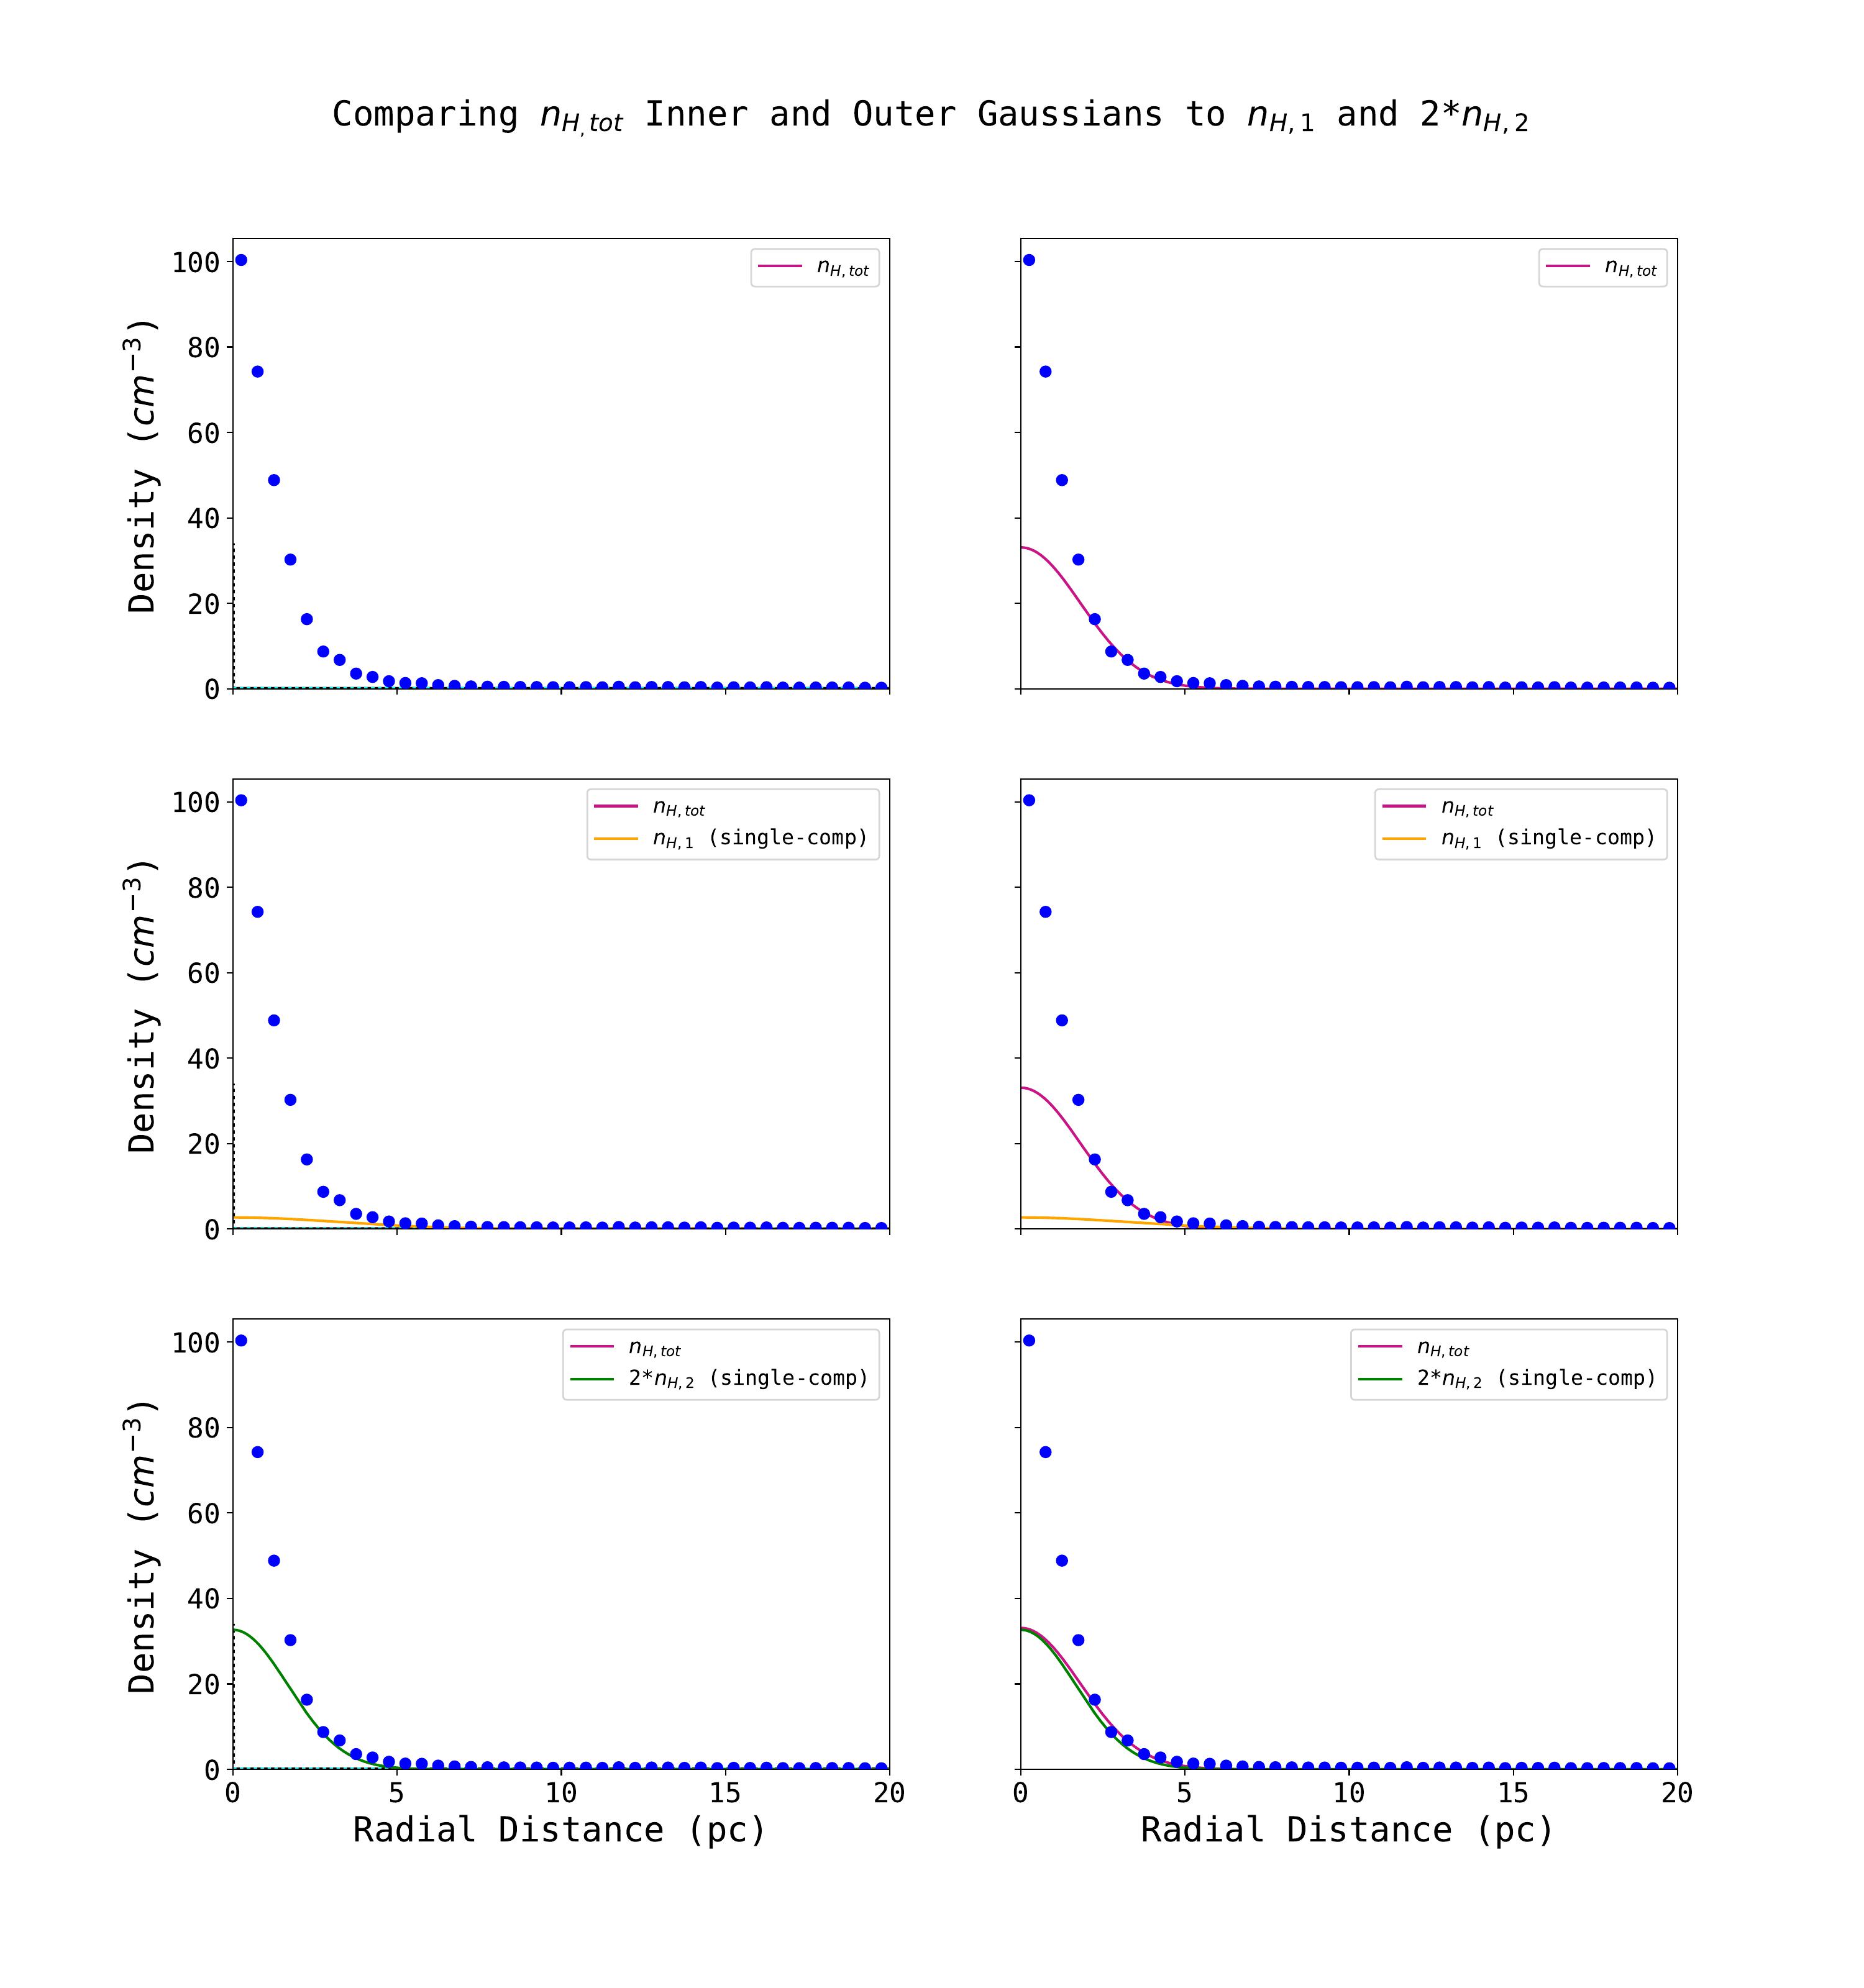 Comparing n_{H,tot} Inner and Outer Gaussians to n_{H,1} and 2*n_{H,2}
Density (cm^{-3})
100
80
60
40
20
0
n_{H,tot}
n_{H,tot}
Density (cm^{-3})
100
80
60
40
20
0
n_{H,tot}
n_{H,1} (single-comp)
n_{H,tot}
n_{H,1} (single-comp)
Density (cm^{-3})
100
80
60
40
20
0
n_{H,tot}
2*n_{H,2} (single-comp)
n_{H,tot}
2*n_{H,2} (single-comp)
0 5 10 15 20
Radial Distance (pc)
0 5 10 15 20
Radial Distance (pc)